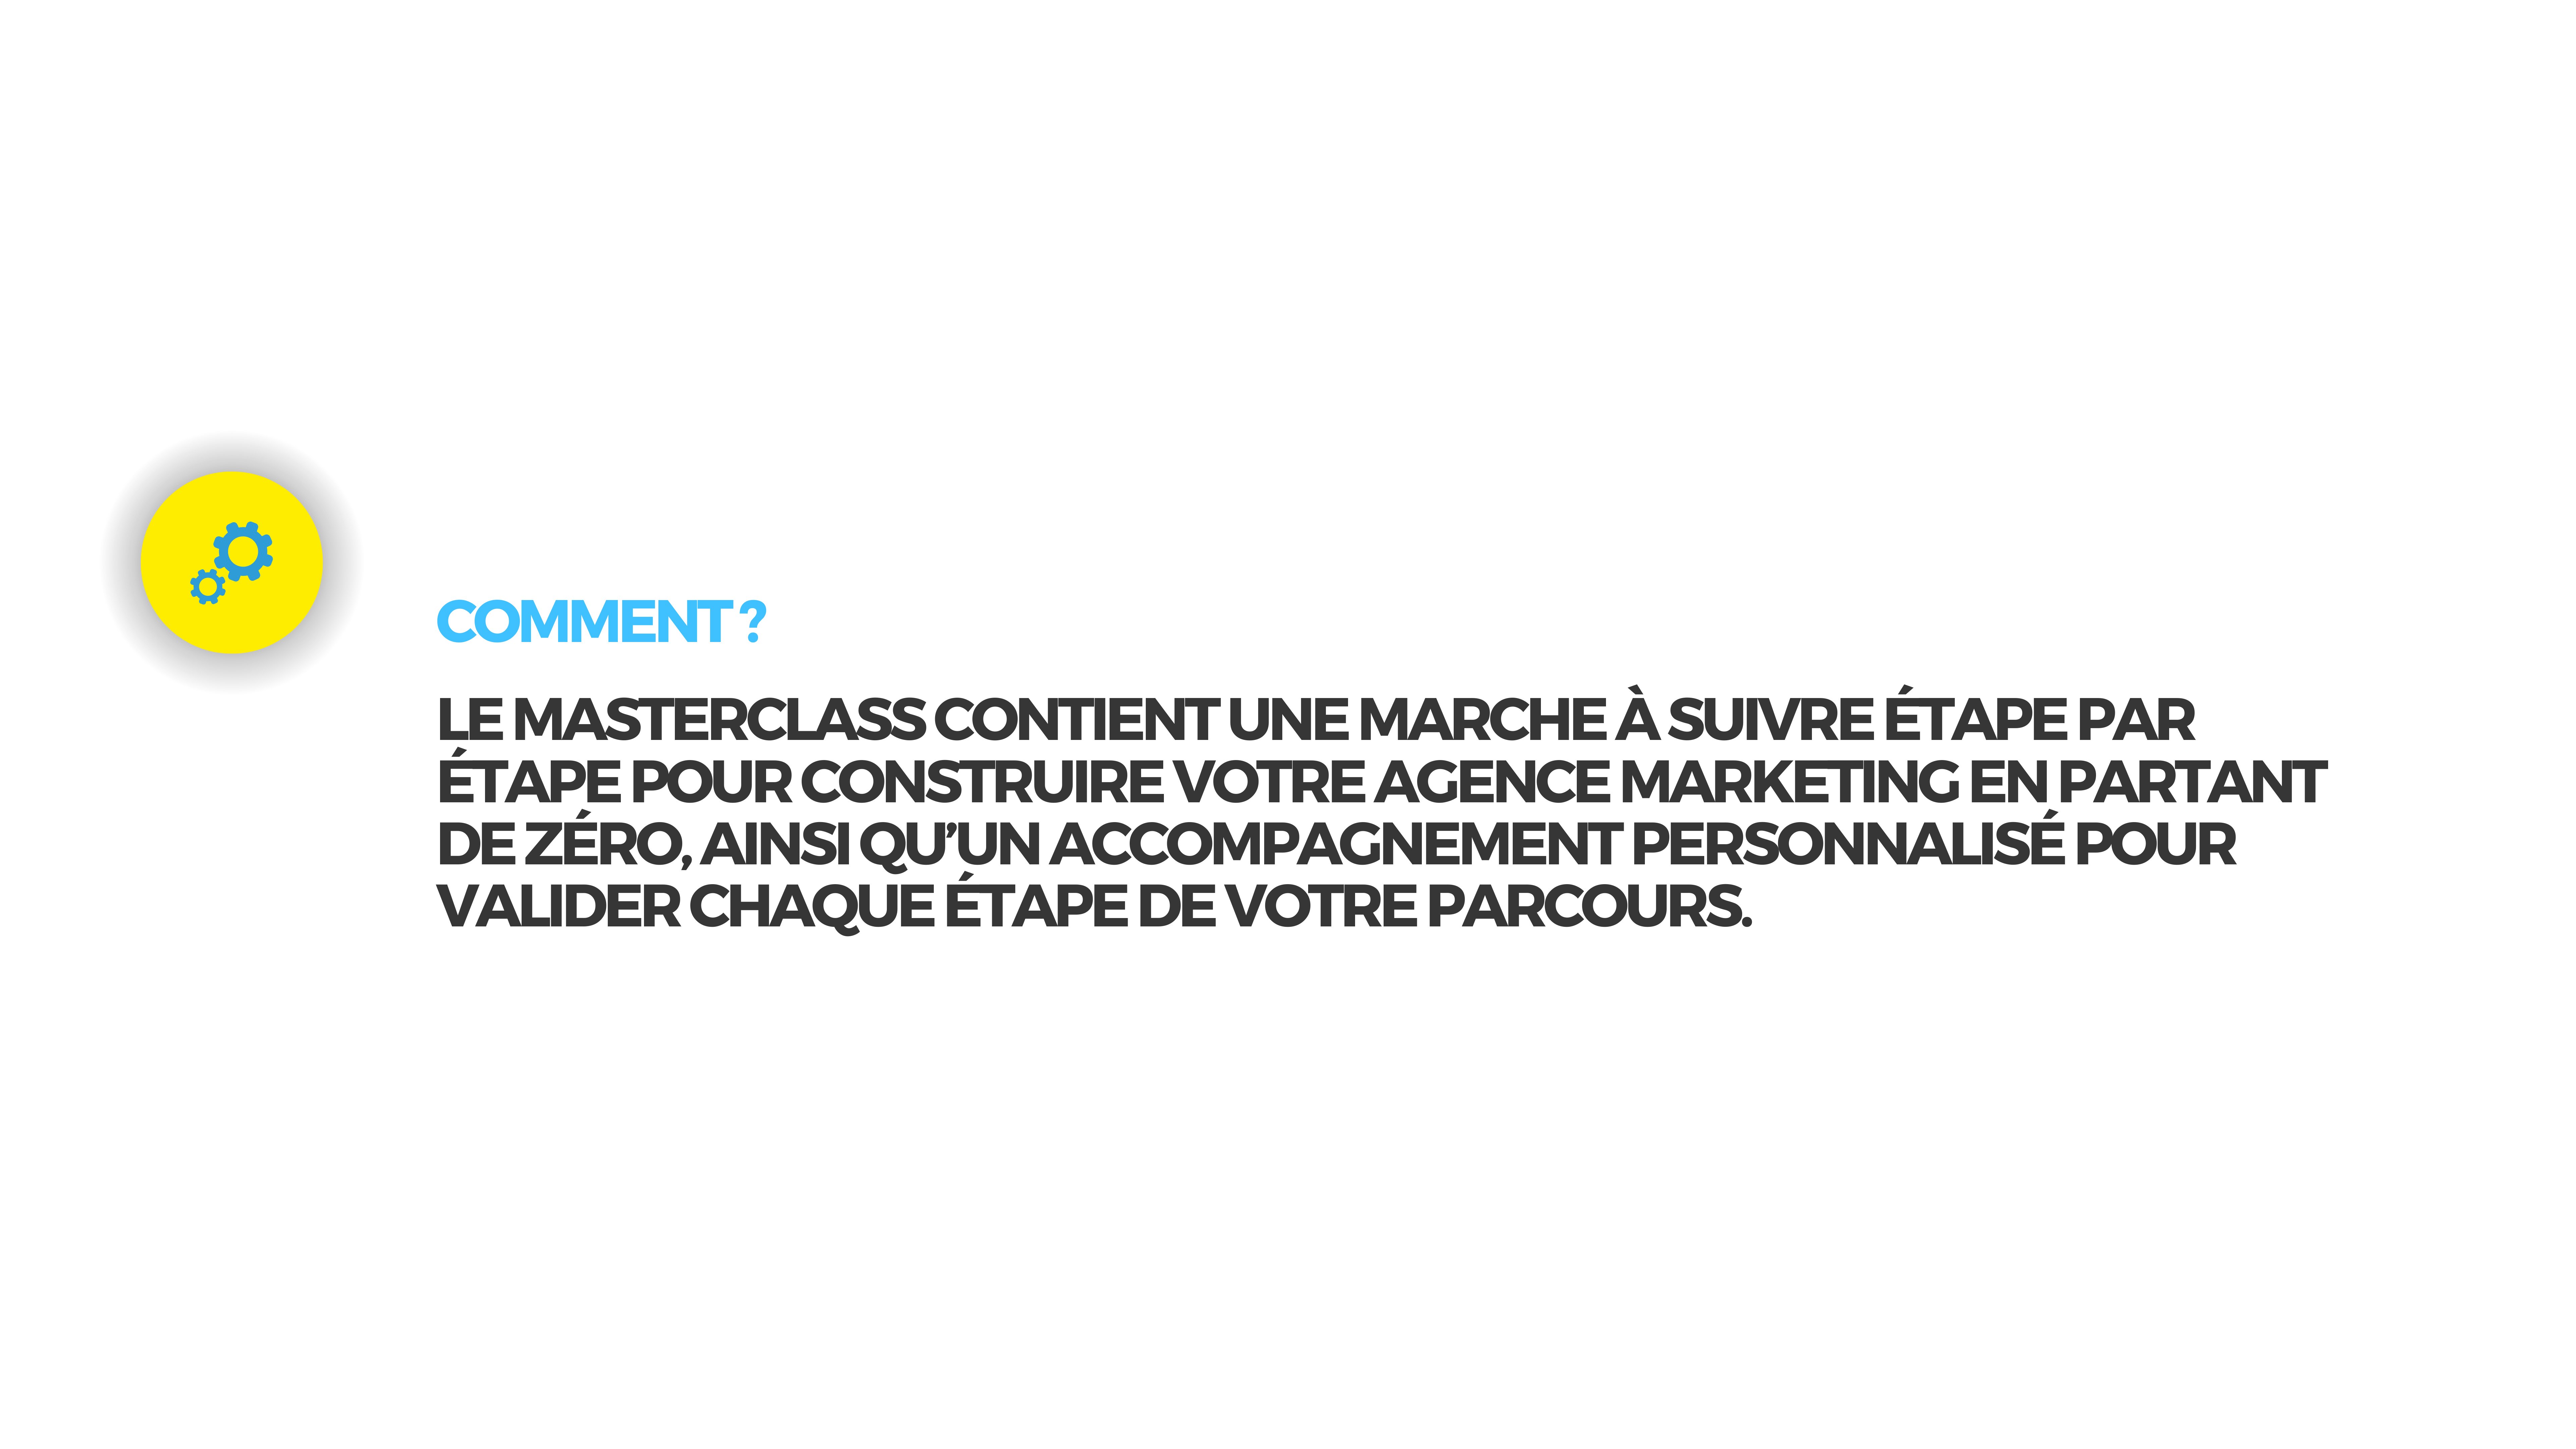 COMMENT ?
LE MASTERCLASS CONTIENT UNE MARCHE À SUIVRE ÉTAPE PAR
ÉTAPE POUR CONSTRUIRE VOTRE AGENCE MARKETING EN PARTANT
DE ZÉRO, AINSI QU’UN ACCOMPAGNEMENT PERSONNALISÉ POUR
VALIDER CHAQUE ÉTAPE DE VOTRE PARCOURS.